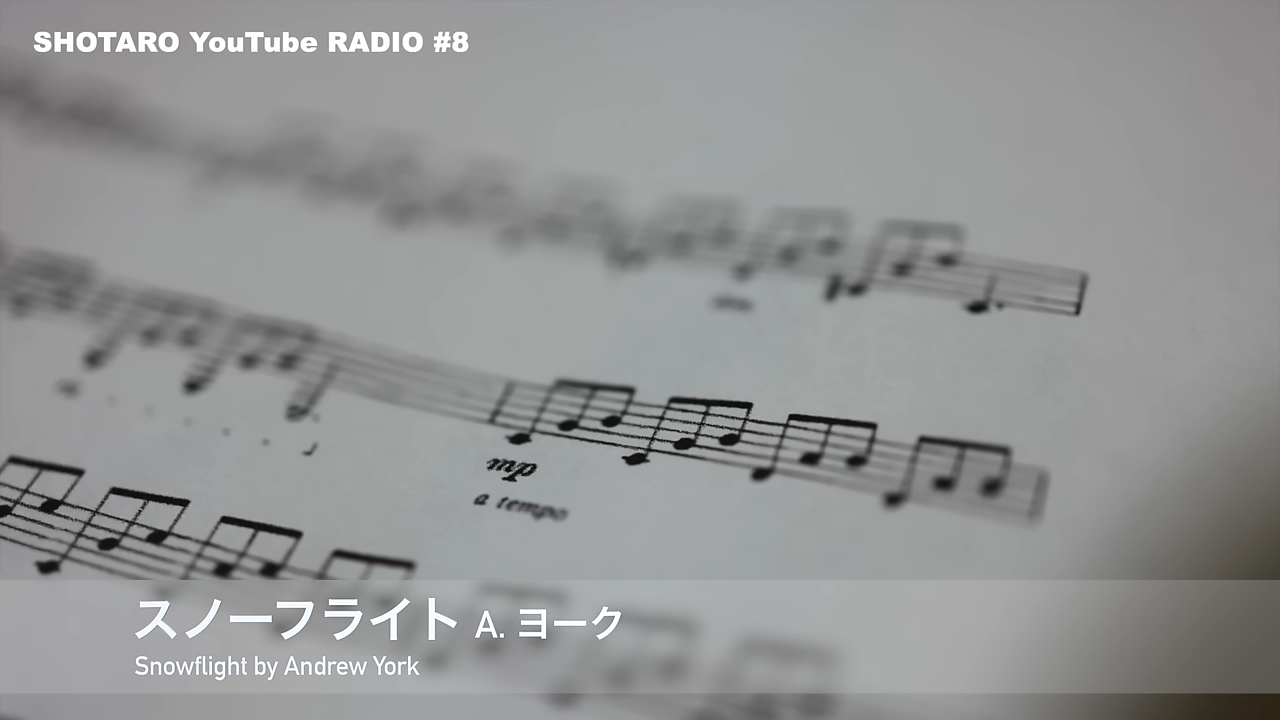 SHOTARO YouTube RADIO #8
mp
a tempo
スノーフライト A. ヨーク
Snowflight by Andrew York